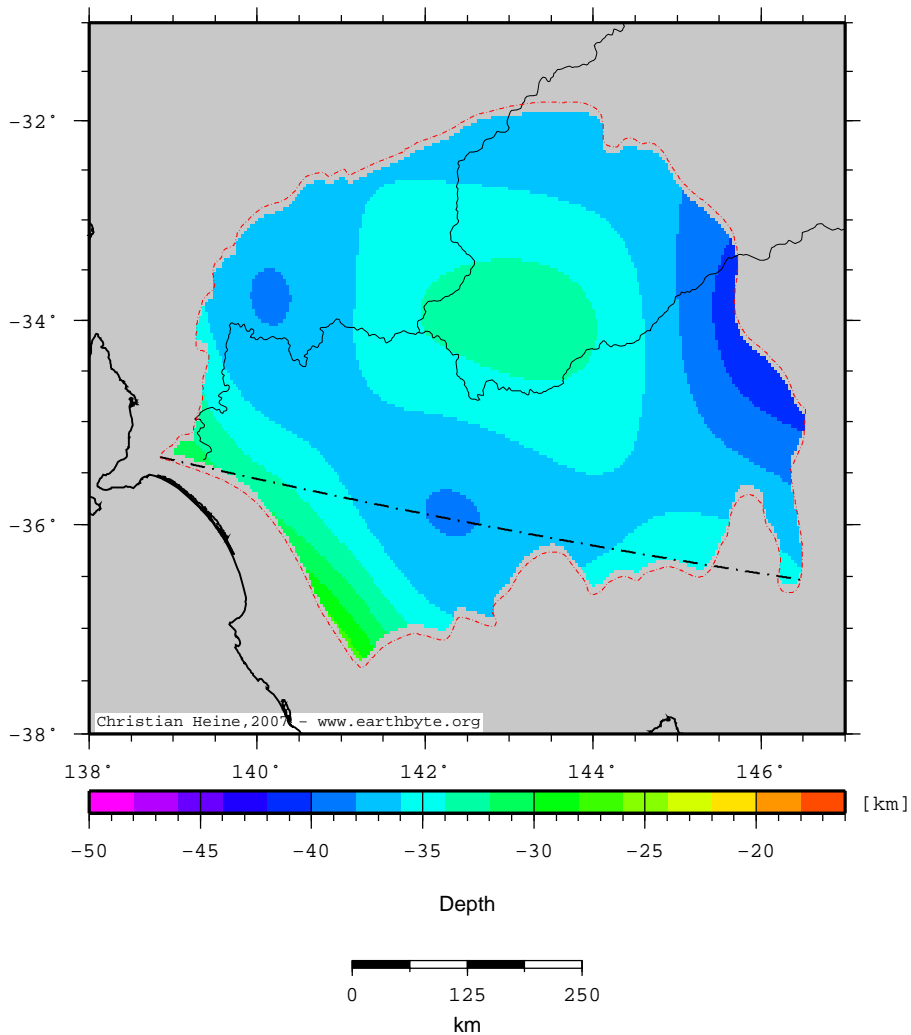 −32°
−34°
−36°
−38°
Christian Heine,2007 − www.earthbyte.org
138° 140° 142° 144° 146°
[km]
−50 −45 −40 −35 −30 −25 −20
Depth
0 125 250
km